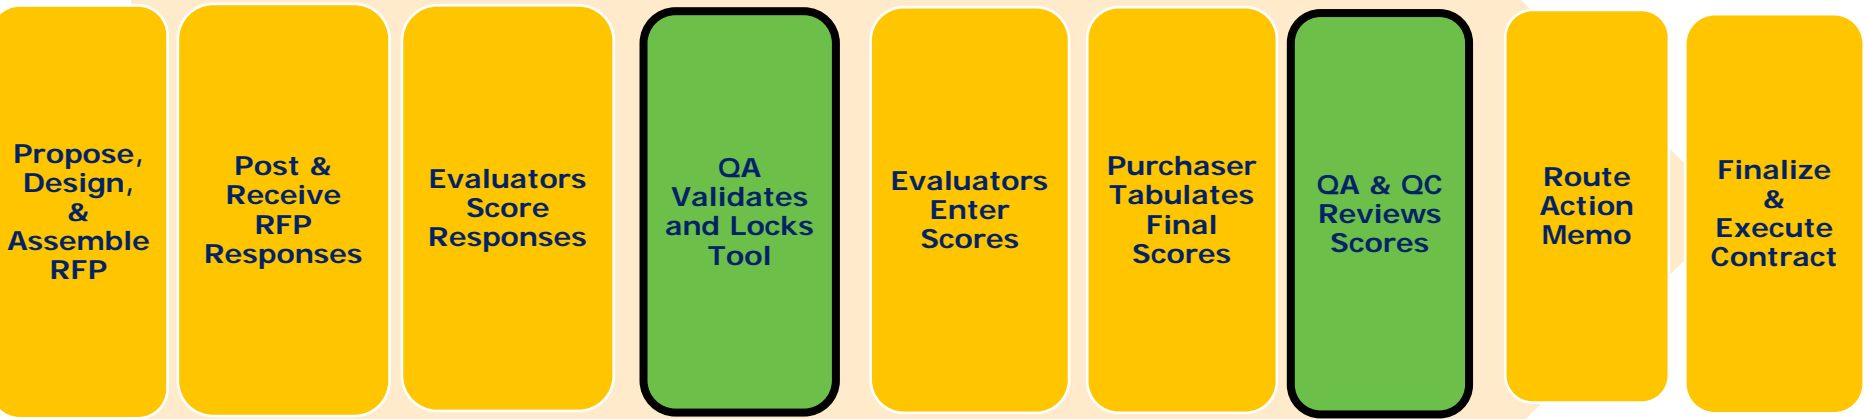 Propose,
Design,
&
Assemble
RFP
Post &
Receive
RFP
Responses
Evaluators
Score
Responses
QA
Validates
and Locks
Tool
Evaluators
Enter
Scores
Purchaser
Tabulates
Final
Scores
QA & QC
Reviews
Scores
Route
Action
Memo
Finalize
&
Execute
Contract